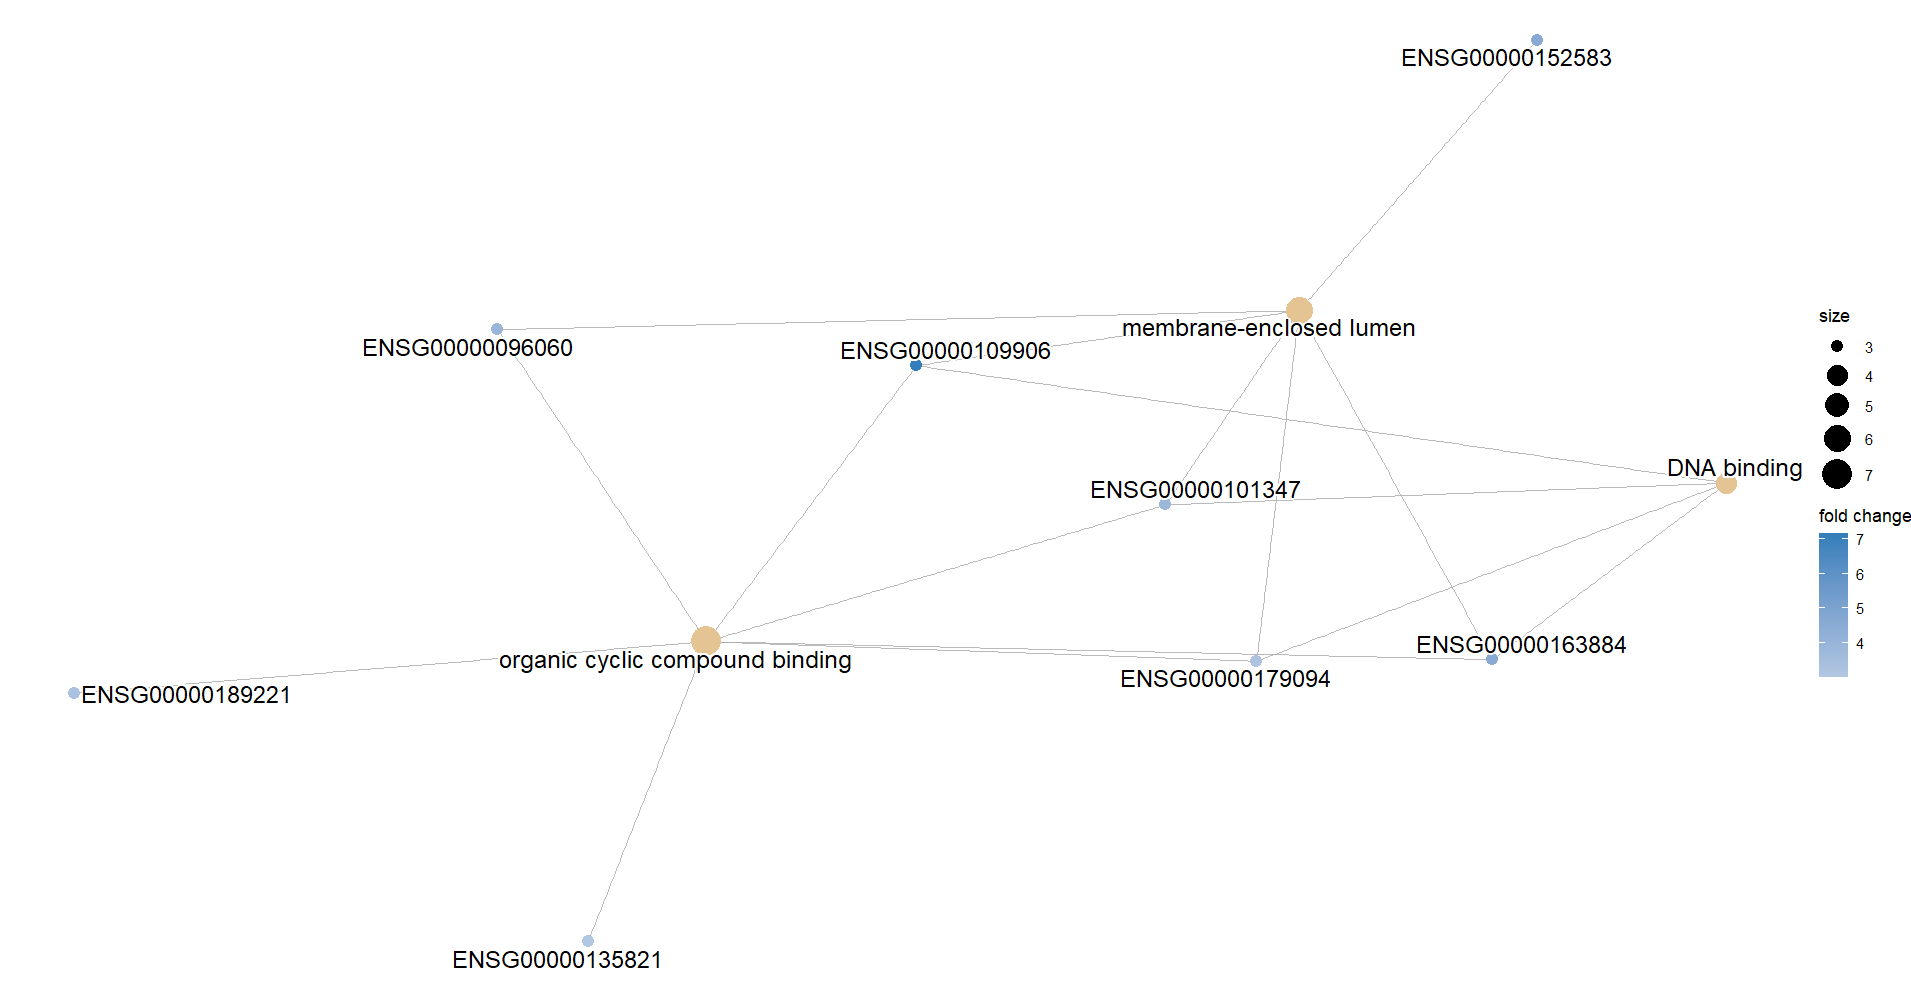 ENSG00000152583
membrane-enclosed lumen
ENSG00000096060
ENSG00000109906
DNA binding
ENSG00000101347
organic cyclic compound binding
ENSG00000163884
ENSG00000179094
ENSG00000189221
ENSG00000135821
size
3
4
5
6
7
fold change
7
6
5
4